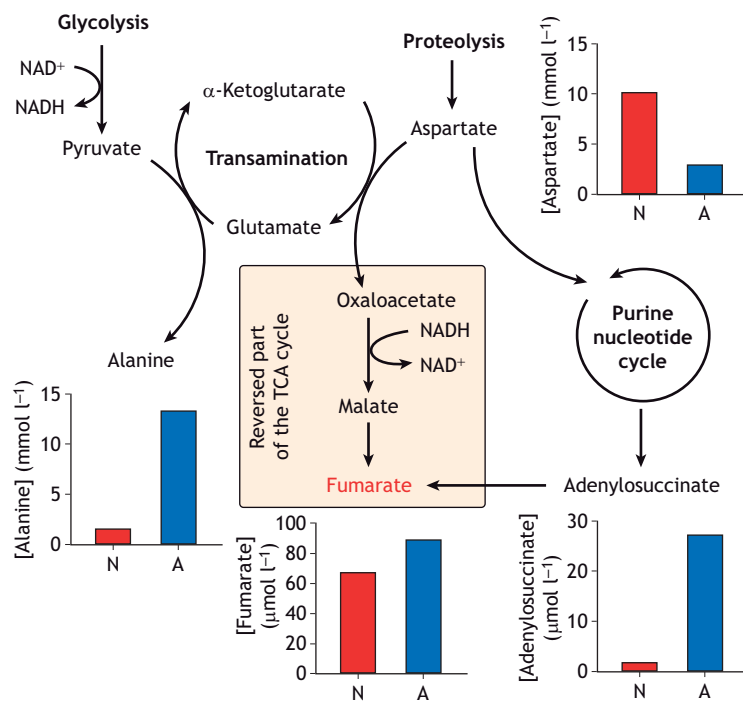 Glycolysis
NAD+
NADH
Pyruvate
α-Ketoglutarate
Transamination
Glutamate
Proteolysis
Aspartate
[Aspartate] (mmol l–1)
15
10
5
0
N A
Oxaloacetate
NADH
NAD+
Malate
Fumarate
Reversed part
of the TCA cycle
Purine
nucleotide
cycle
Adenylosuccinate
Alanine
[Alanine] (mmol l–1)
15
10
5
0
N A
[Fumarate]
(μmol l–1)
100
80
60
40
20
0
N A
[Adenylosuccinate]
(μmol l–1)
30
20
10
0
N A